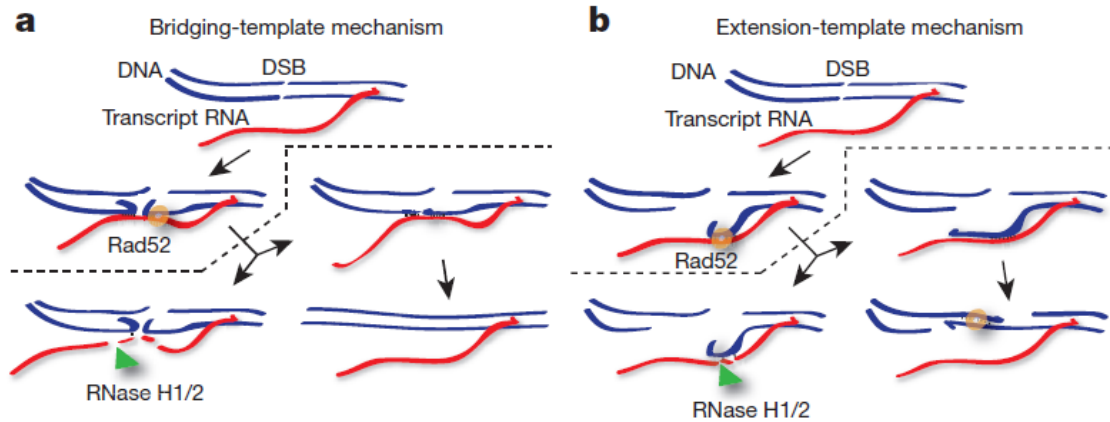 a
Bridging-template mechanism
DNA
DSB
Transcript RNA
Rad52
RNase H1/2
b
Extension-template mechanism
DNA
DSB
Transcript RNA
Rad52
RNase H1/2